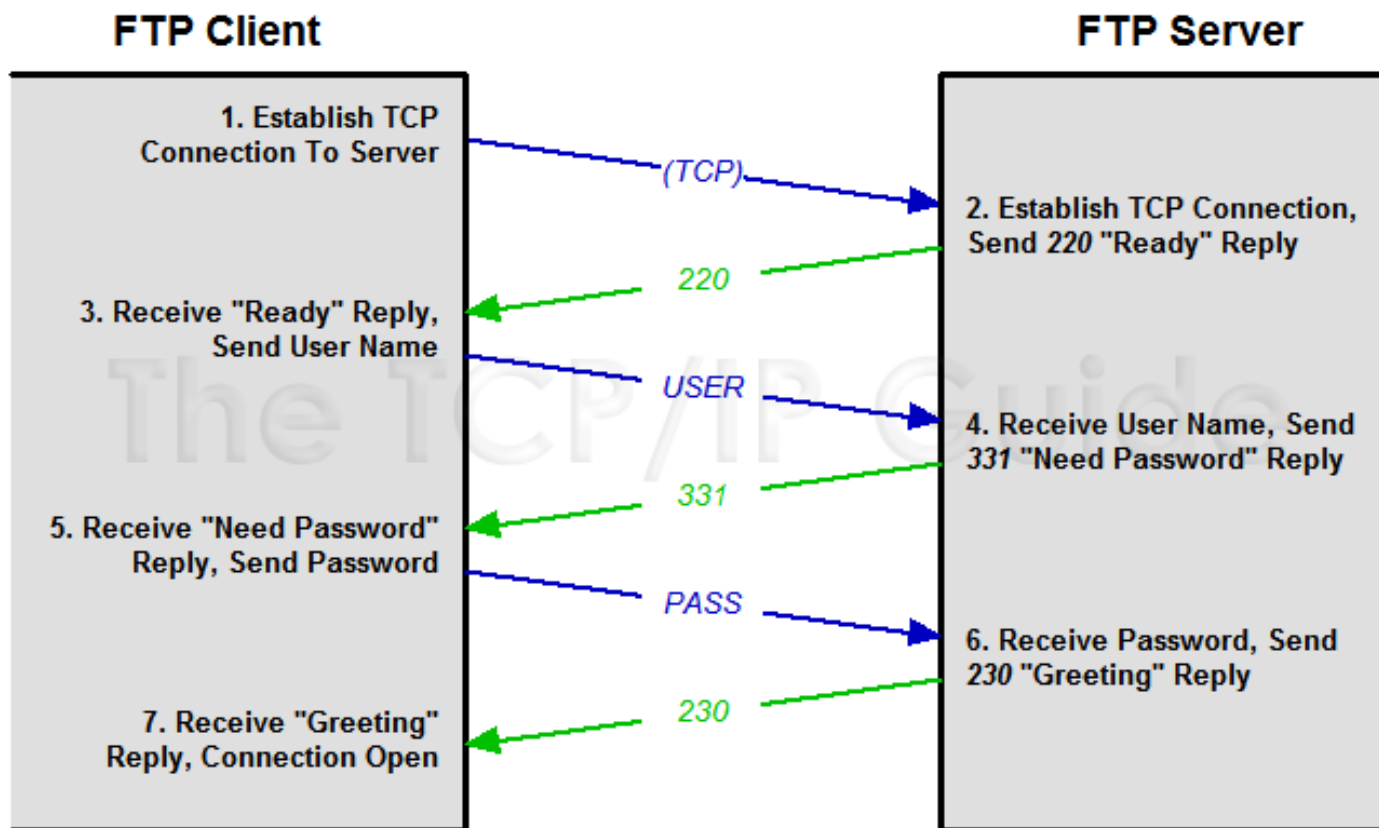 FTP Client
FTP Server
1. Establish TCP
Connection To Server
(TCP)
2. Establish TCP Connection,
Send 220 "Ready" Reply
220
3. Receive "Ready" Reply,
Send User Name
USER
The TCP/IP Guide
4. Receive User Name, Send
331 "Need Password" Reply
331
5. Receive "Need Password"
Reply, Send Password
PASS
6. Receive Password, Send
230 "Greeting" Reply
230
7. Receive "Greeting"
Reply, Connection Open